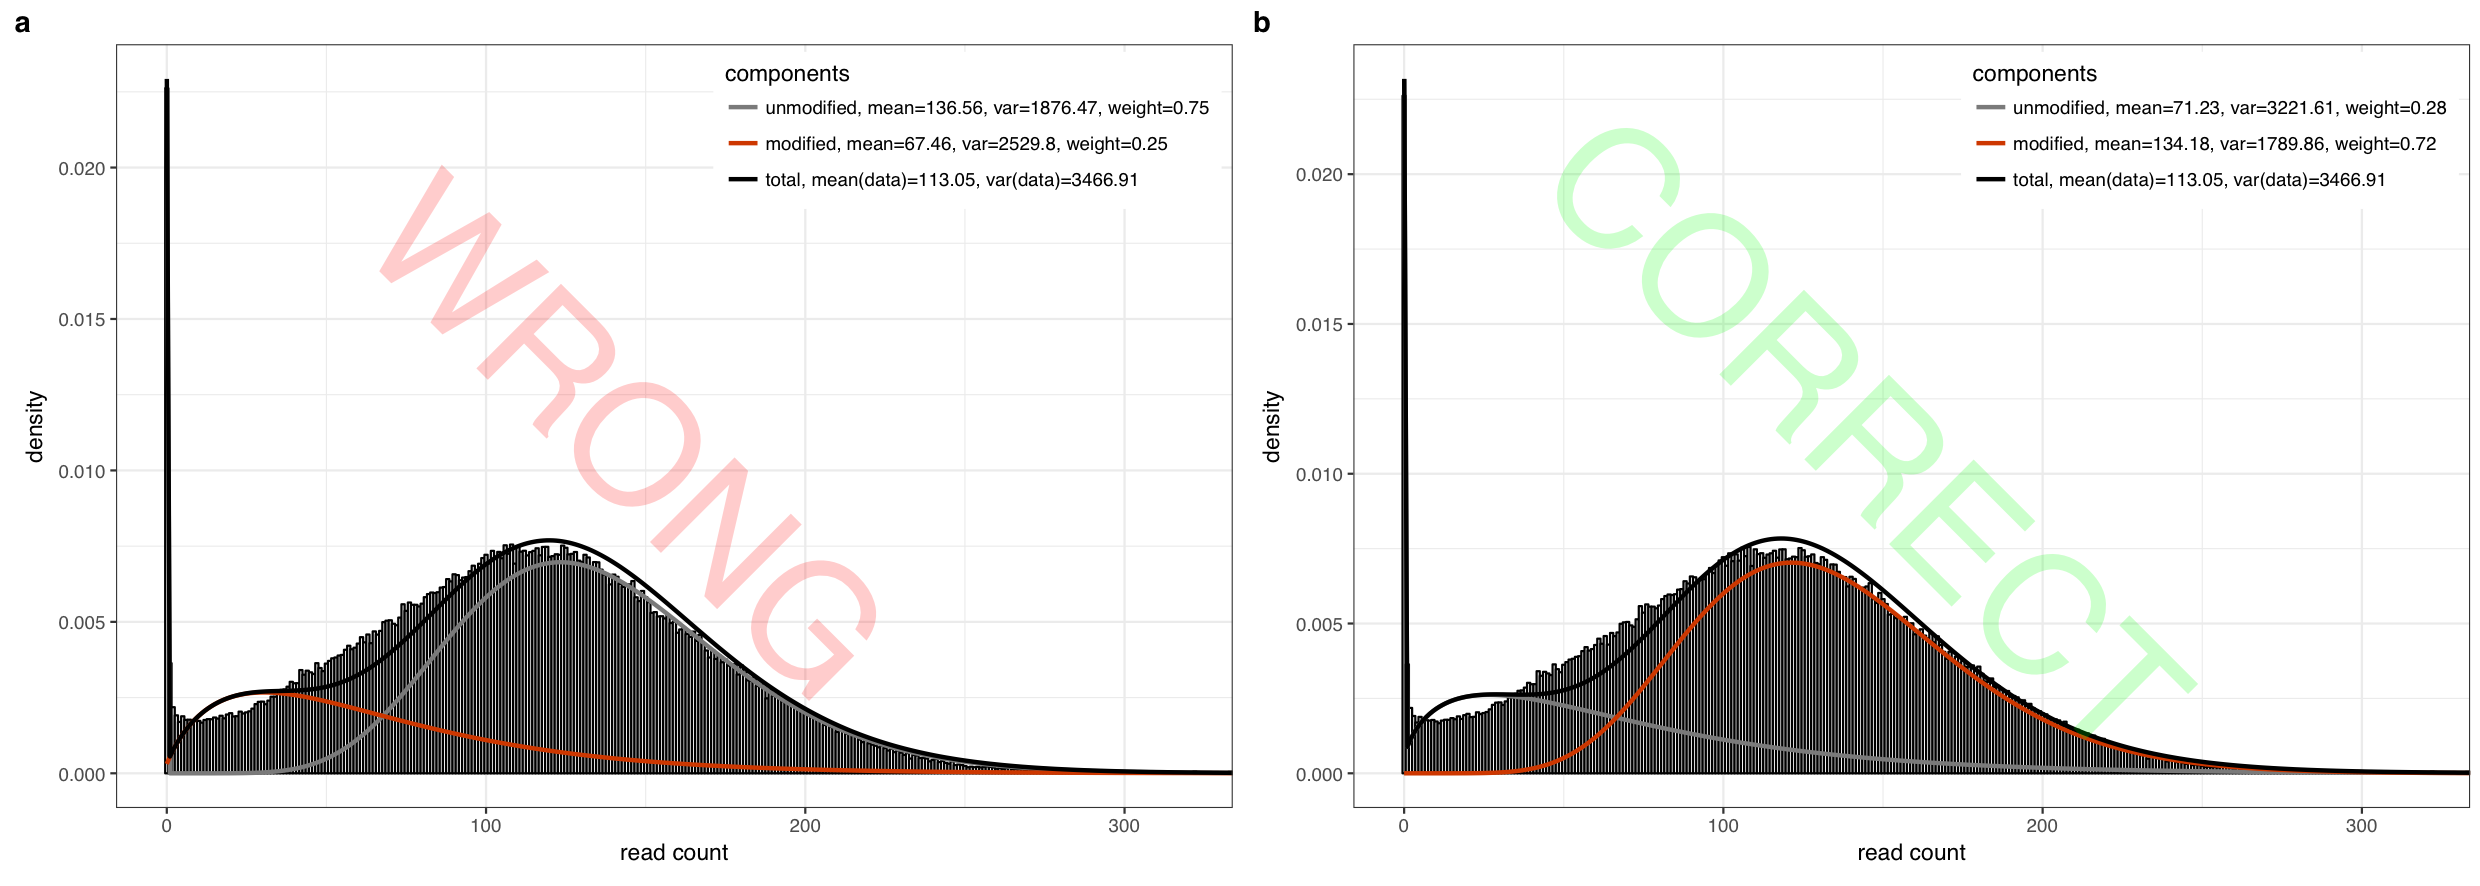 a
components
unmodified, mean=136.56, var=1876.47, weight=0.75
modified, mean=67.46, var=2529.8, weight=0.25
total, mean(data)=113.05, var(data)=3466.91
WRONG
0.020
0.015
0.010
0.005
0.000
density
0
100
200
300
read count
b
components
unmodified, mean=71.23, var=3221.61, weight=0.28
modified, mean=134.18, var=1789.86, weight=0.72
total, mean(data)=113.05, var(data)=3466.91
CORRECT
0.020
0.015
0.010
0.005
0.000
density
0
100
200
300
read count